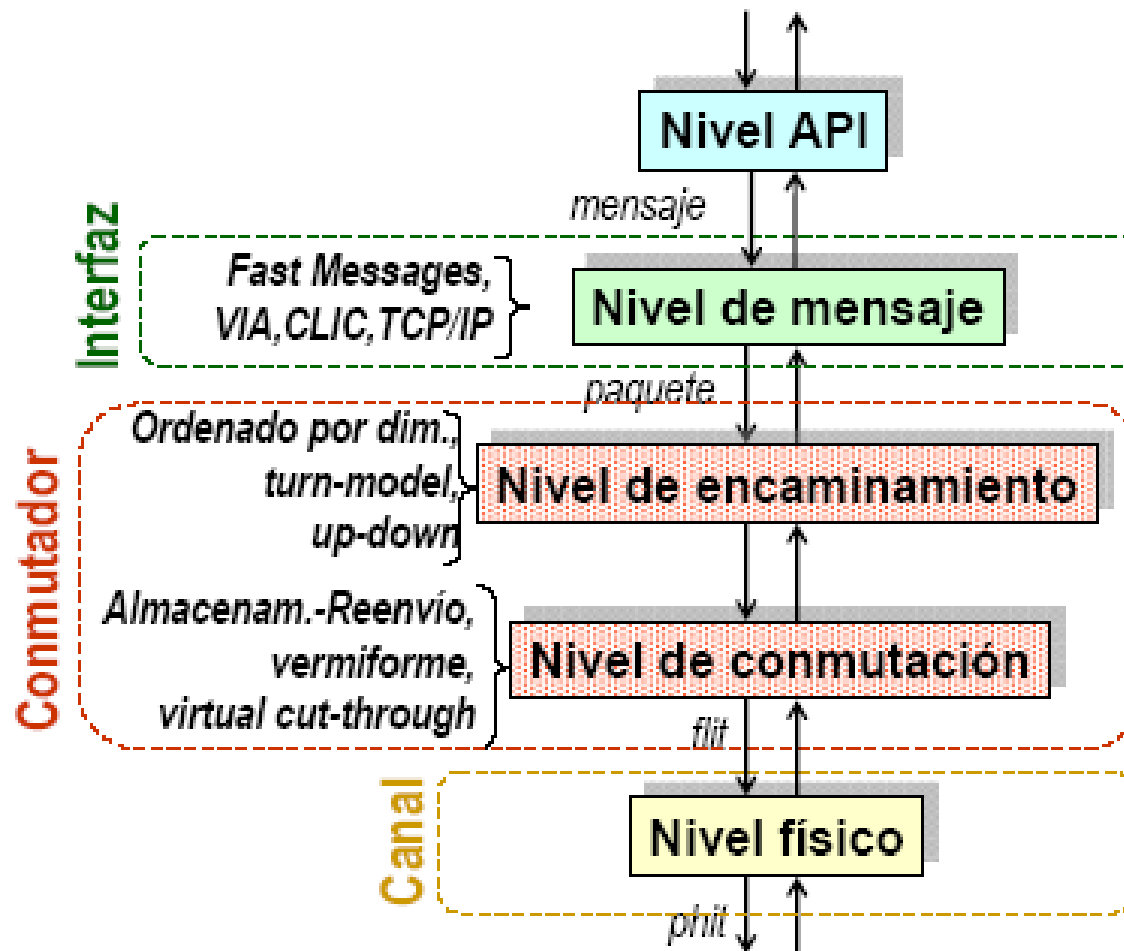 Nivel API
mensaje
Interfaz
Fast Messages,
VIA,CLIC,TCP/IP
Nivel de mensaje
paquete
Conmutador
Ordenado por dim.,
turn-model,
up-down
Nivel de encaminamiento
Almacenam.-Reenvío,
vermiforme,
virtual cut-through
Nivel de conmutación
flit
Canal
Nivel físico
phit